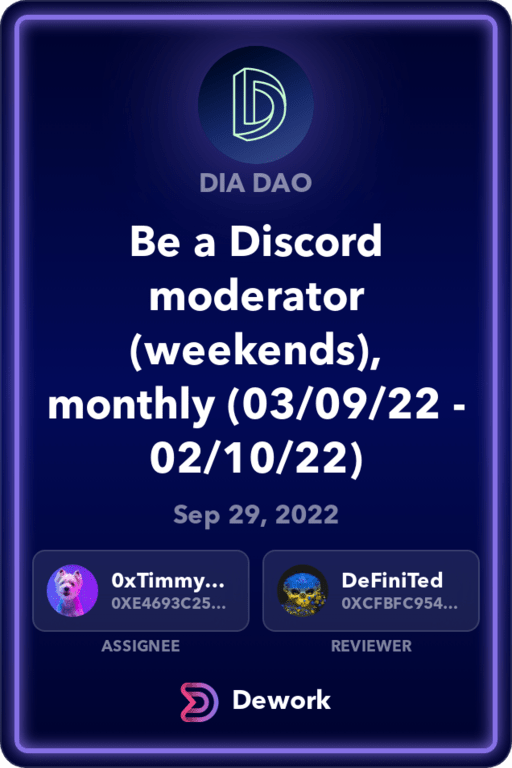 DIA DAO
Be a Discord
moderator
(weekends),
monthly (03/09/22 -
02/10/22)
Sep 29, 2022
0xTimmy...
0XE4693C25...
ASSIGNEE
DeFiniTed
0XCFBFC954...
REVIEWER
Dework